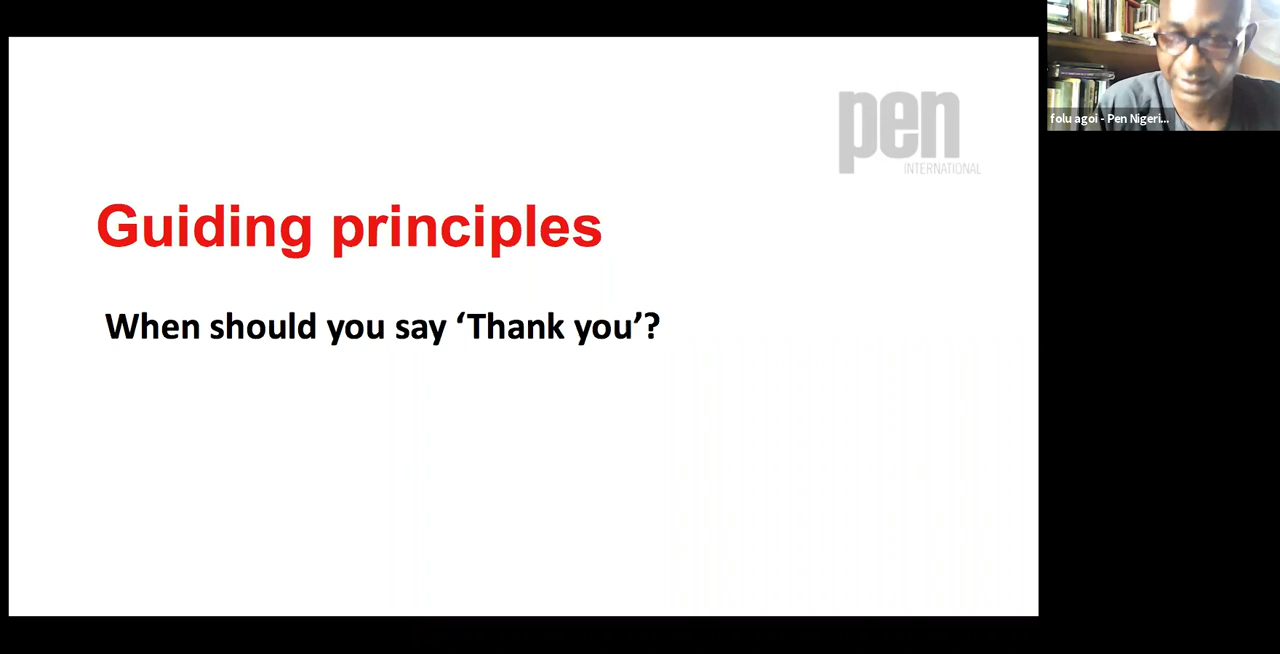 pen
INTERNATIONAL
folu agoi - Pen Nigeri...
Guiding principles
When should you say ‘Thank you’?